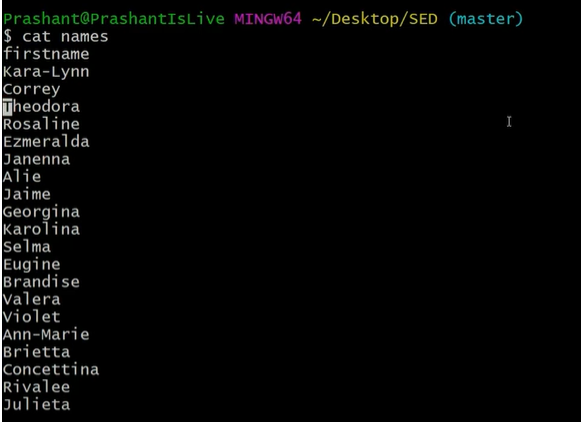 Prashant@PrashantIsLive MINGW64 ~/Desktop/SED (master)
$ cat names
firstname
Kara-Lynn
Correy
Theodora
Rosaline
Ezmeralda
Janenna
Alie
Jaime
Georgina
Karolina
Selma
Eugine
Brandise
Valera
Violet
Ann-Marie
Brietta
Concettina
Rivalee
Julieta